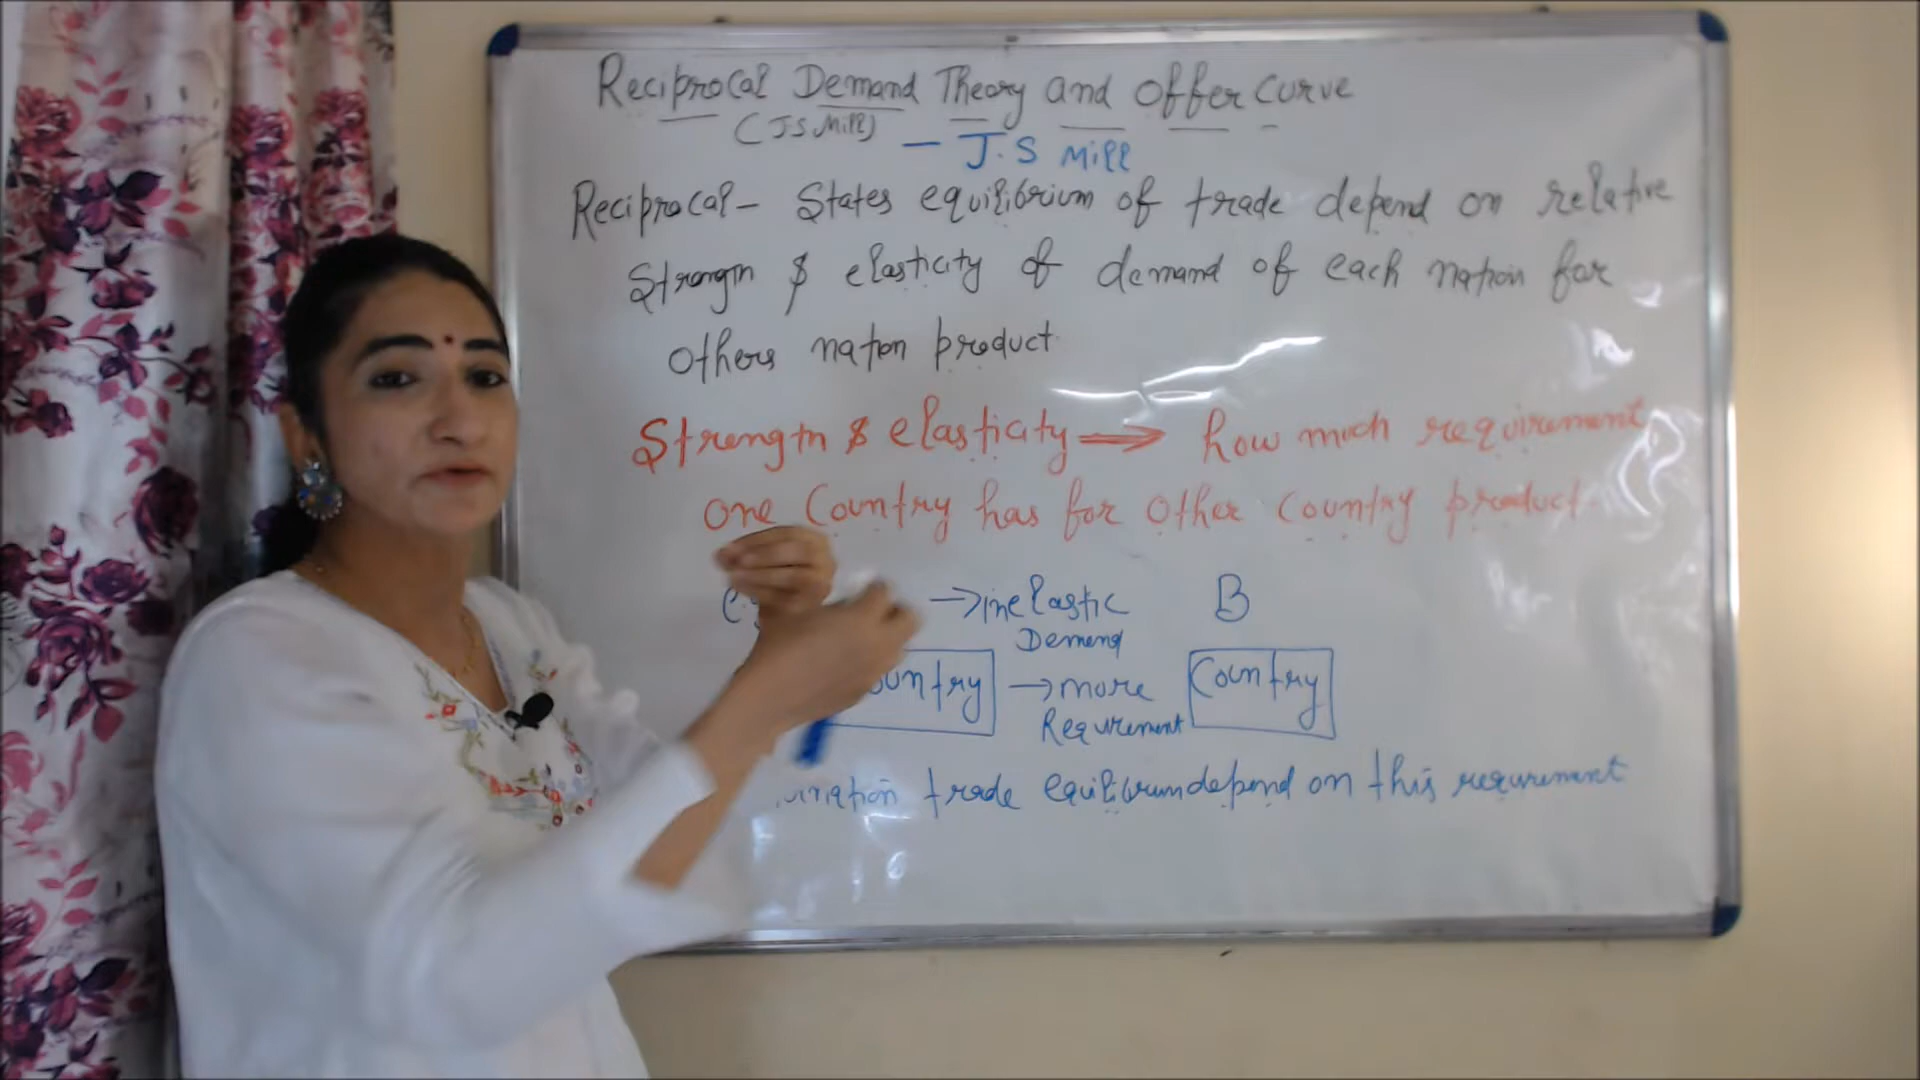 Reciprocal Demand Theory and Offer Curve
(J S Mill)
— J.S Mill
Reciprocal – States equilibrium of trade depend on relative
Strength & elasticity of demand of each nation for
Others nation product
Strength & elasticity ⟹ how much requirement
one Country has for other Country product
→ inelastic B
Demand
→ more Country
Requirement
trade equilibrium depend on this requirement